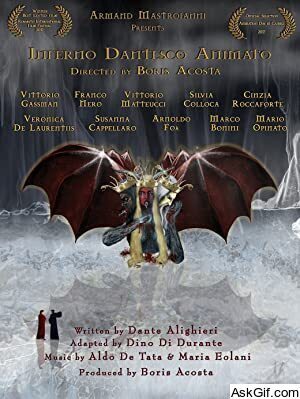 Armand Mastroianni
Presents
Inferno Dantesco Animato
Directed by Boris Acosta
Vittorio Gassman
Franco Nero
Vittorio Matteucci
Silvia Colloca
Cinzia Roccaforte
Veronica De Laurentiis
Susanna Cappellaro
Arnoldo Foa
Marco Bonini
Mario Opinato
Written by Dante Alighieri
Adapted by Dino Di Durante
Music by Aldo De Tata & Maria Eolani
Produced by Boris Acosta
AskGif.com